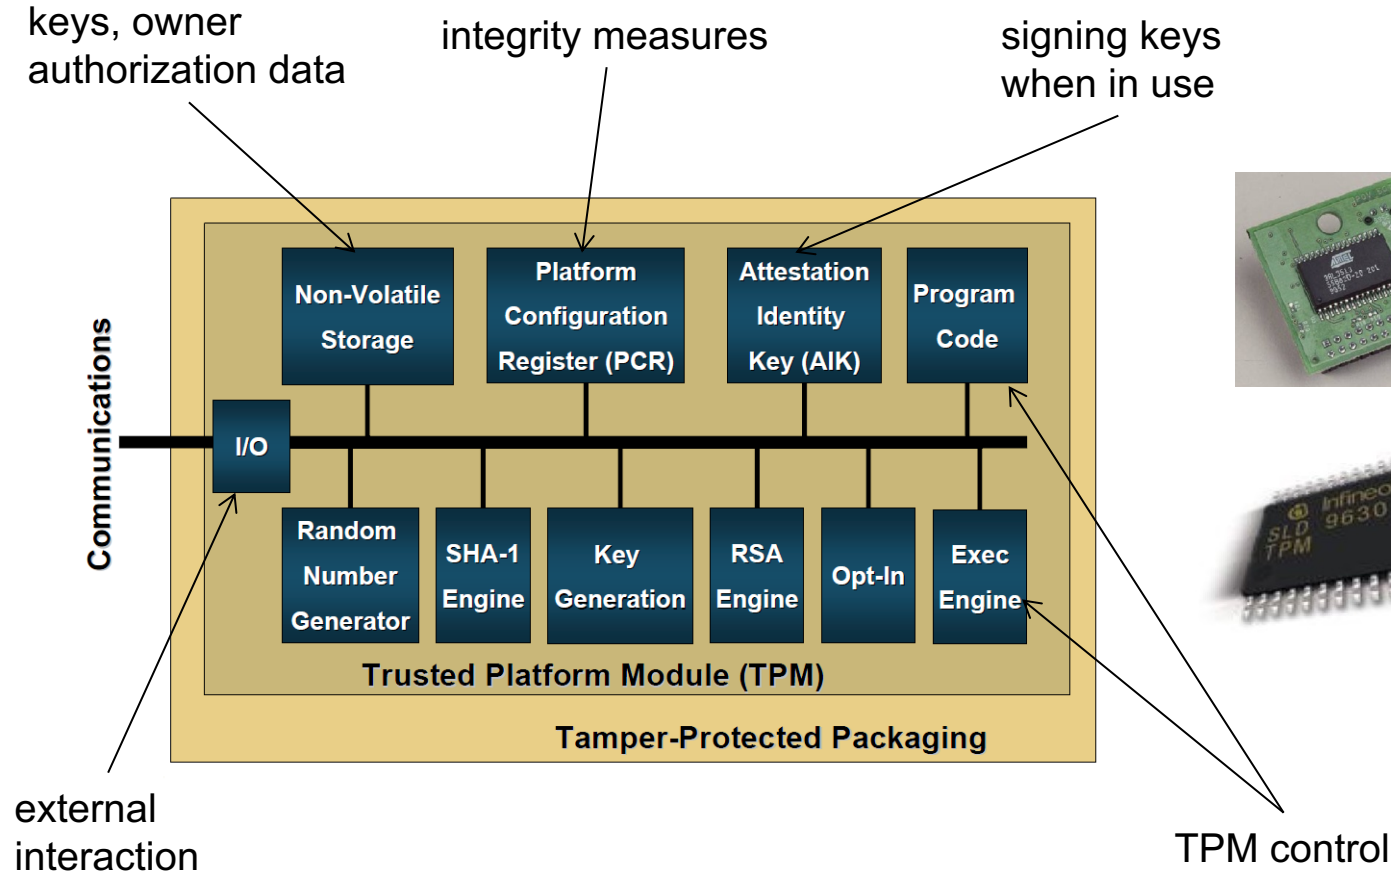 keys, owner
authorization data
integrity measures
signing keys
when in use
Non-Volatile
Storage
Platform
Configuration
Register (PCR)
Attestation
Identity
Key (AIK)
Program
Code
Communications
I/O
Random
Number
Generator
SHA-1
Engine
Key
Generation
RSA
Engine
Opt-In
Exec
Engine
Trusted Platform Module (TPM)
Tamper-Protected Packaging
external
interaction
TPM control
SLD
9630
TPM